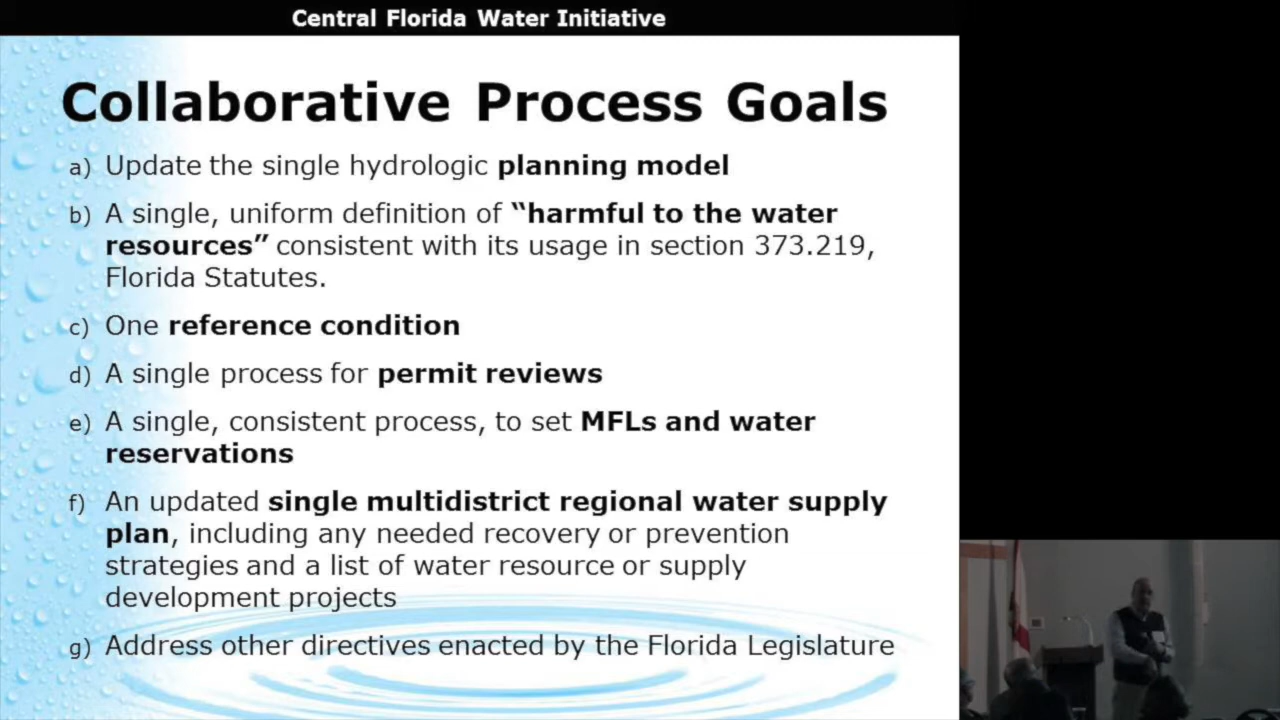 Central Florida Water Initiative
Collaborative Process Goals
a) Update the single hydrologic planning model
b) A single, uniform definition of “harmful to the water
resources” consistent with its usage in section 373.219,
Florida Statutes.
c) One reference condition
d) A single process for permit reviews
e) A single, consistent process, to set MFLs and water
reservations
f) An updated single multidistrict regional water supply
plan, including any needed recovery or prevention
strategies and a list of water resource or supply
development projects
g) Address other directives enacted by the Florida Legislature